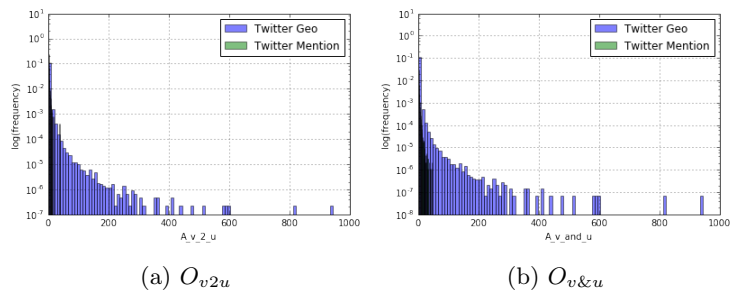 10^1
10^0
10^-1
10^-2
10^-3
10^-4
10^-5
10^-6
10^-7
log(frequency)
0 200 400 600 800 1000
A_v_2_u
Twitter Geo
Twitter Mention
(a) O_{v2u}
10^1
10^0
10^-1
10^-2
10^-3
10^-4
10^-5
10^-6
10^-7
10^-8
log(frequency)
0 200 400 600 800 1000
A_v_and_u
Twitter Geo
Twitter Mention
(b) O_{v&u}